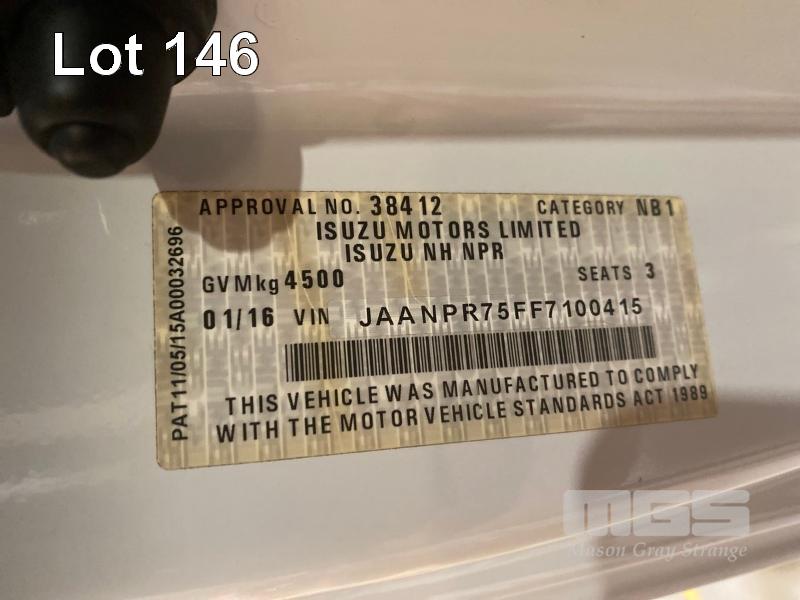 Lot 146
APPROVAL NO. 38412 CATEGORY NB1
ISUZU MOTORS LIMITED
ISUZU NH NPR
GVMkg 4500 SEATS 3
01/16 VIN JAANPR75FF7100415
THIS VEHICLE WAS MANUFACTURED TO COMPLY
WITH THE MOTOR VEHICLE STANDARDS ACT 1989
PAT11/05/15A00032696
MGS
Mason Gray Strange